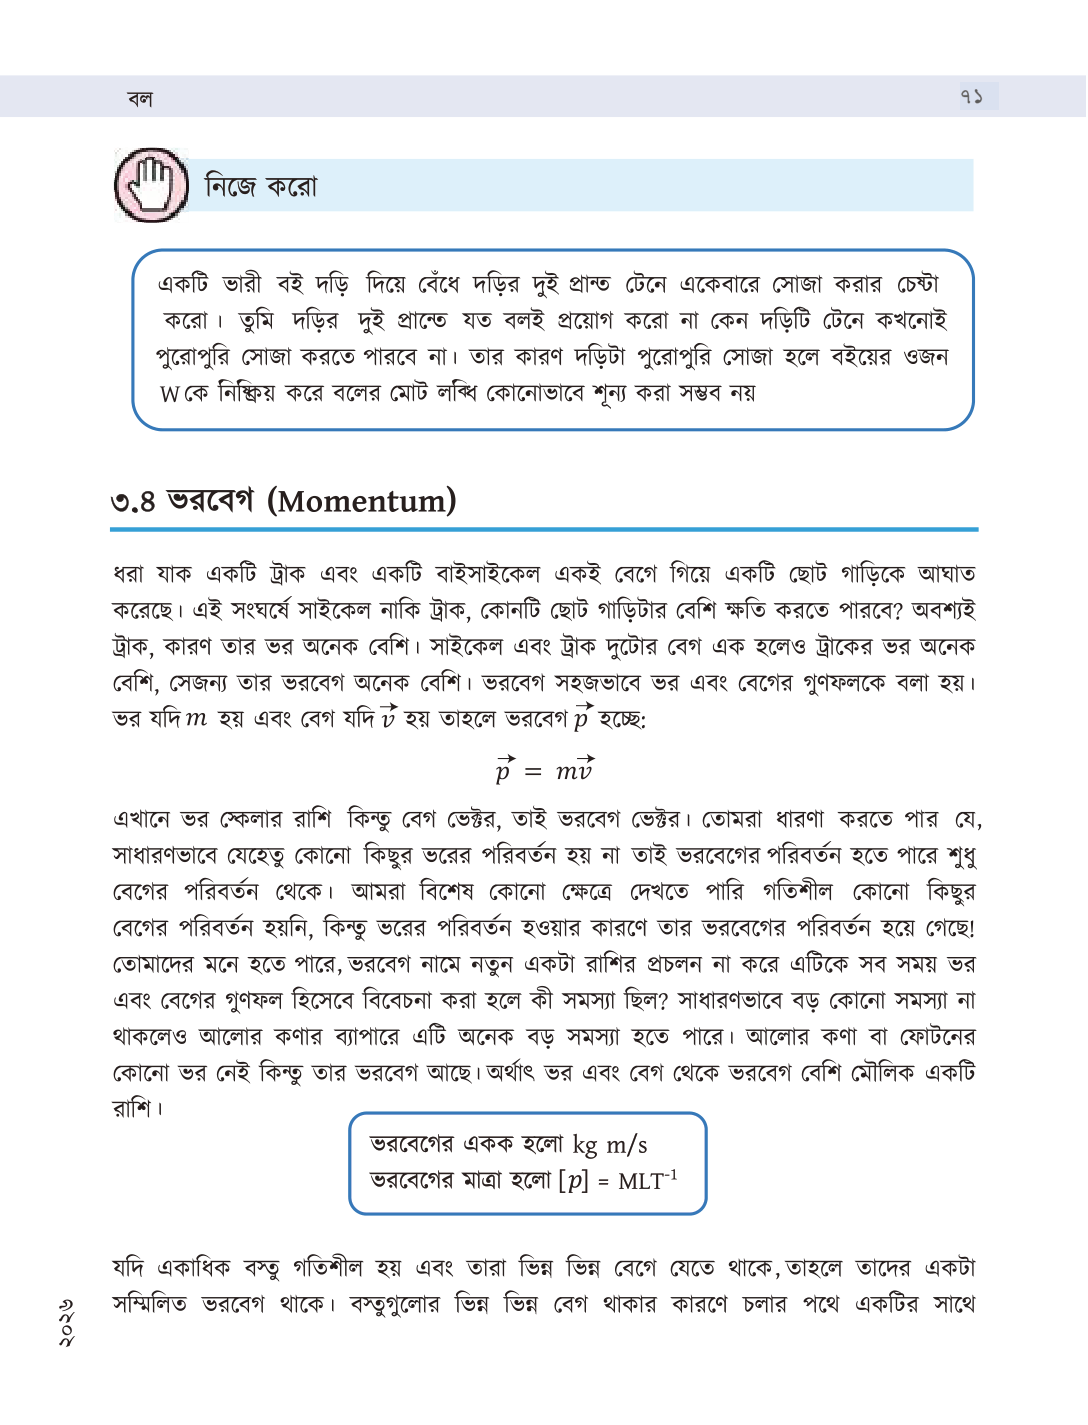 বল
৭১
নিজে করো
একটি ভারী বই দড়ি দিয়ে বেঁধে দড়ির দুই প্রান্ত টেনে একেবারে সোজা করার চেষ্টা
করো। তুমি দড়ির দুই প্রান্তে যত বলই প্রয়োগ করো না কেন দড়িটি টেনে কখনোই
পুরোপুরি সোজা করতে পারবে না। তার কারণ দড়িটা পুরোপুরি সোজা হলে বইয়ের ওজন
W কে নিষ্ক্রিয় করে বলের মোট লব্ধি কোনোভাবে শূন্য করা সম্ভব নয়
৩.৪ ভরবেগ (Momentum)
ধরা যাক একটি ট্রাক এবং একটি বাইসাইকেল একই বেগে গিয়ে একটি ছোট গাড়িকে আঘাত
করেছে। এই সংঘর্ষে সাইকেল নাকি ট্রাক, কোনটি ছোট গাড়িটার বেশি ক্ষতি করতে পারবে? অবশ্যই
ট্রাক, কারণ তার ভর অনেক বেশি। সাইকেল এবং ট্রাক দুটোর বেগ এক হলেও ট্রাকের ভর অনেক
বেশি, সেজন্য তার ভরবেগ অনেক বেশি। ভরবেগ সহজভাবে ভর এবং বেগের গুণফলকে বলা হয়।
ভর যদি m হয় এবং বেগ যদি v⃗ হয় তাহলে ভরবেগ p⃗ হচ্ছে:
p⃗ = mv⃗
এখানে ভর স্কেলার রাশি কিন্তু বেগ ভেক্টর, তাই ভরবেগ ভেক্টর। তোমরা ধারণা করতে পার যে,
সাধারণভাবে যেহেতু কোনো কিছুর ভরের পরিবর্তন হয় না তাই ভরবেগের পরিবর্তন হতে পারে শুধু
বেগের পরিবর্তন থেকে। আমরা বিশেষ কোনো ক্ষেত্রে দেখতে পারি গতিশীল কোনো কিছুর
বেগের পরিবর্তন হয়নি, কিন্তু ভরের পরিবর্তন হওয়ার কারণে তার ভরবেগের পরিবর্তন হয়ে গেছে!
তোমাদের মনে হতে পারে, ভরবেগ নামে নতুন একটা রাশির প্রচলন না করে এটিকে সব সময় ভর
এবং বেগের গুণফল হিসেবে বিবেচনা করা হলে কী সমস্যা ছিল? সাধারণভাবে বড় কোনো সমস্যা না
থাকলেও আলোর কণার ব্যাপারে এটি অনেক বড় সমস্যা হতে পারে। আলোর কণা বা ফোটনের
কোনো ভর নেই কিন্তু তার ভরবেগ আছে। অর্থাৎ ভর এবং বেগ থেকে ভরবেগ বেশি মৌলিক একটি
রাশি।
ভরবেগের একক হলো kg m/s
ভরবেগের মাত্রা হলো [p] = MLT⁻¹
যদি একাধিক বস্তু গতিশীল হয় এবং তারা ভিন্ন ভিন্ন বেগে যেতে থাকে, তাহলে তাদের একটা
সম্মিলিত ভরবেগ থাকে। বস্তুগুলোর ভিন্ন ভিন্ন বেগ থাকার কারণে চলার পথে একটির সাথে
২০২৬